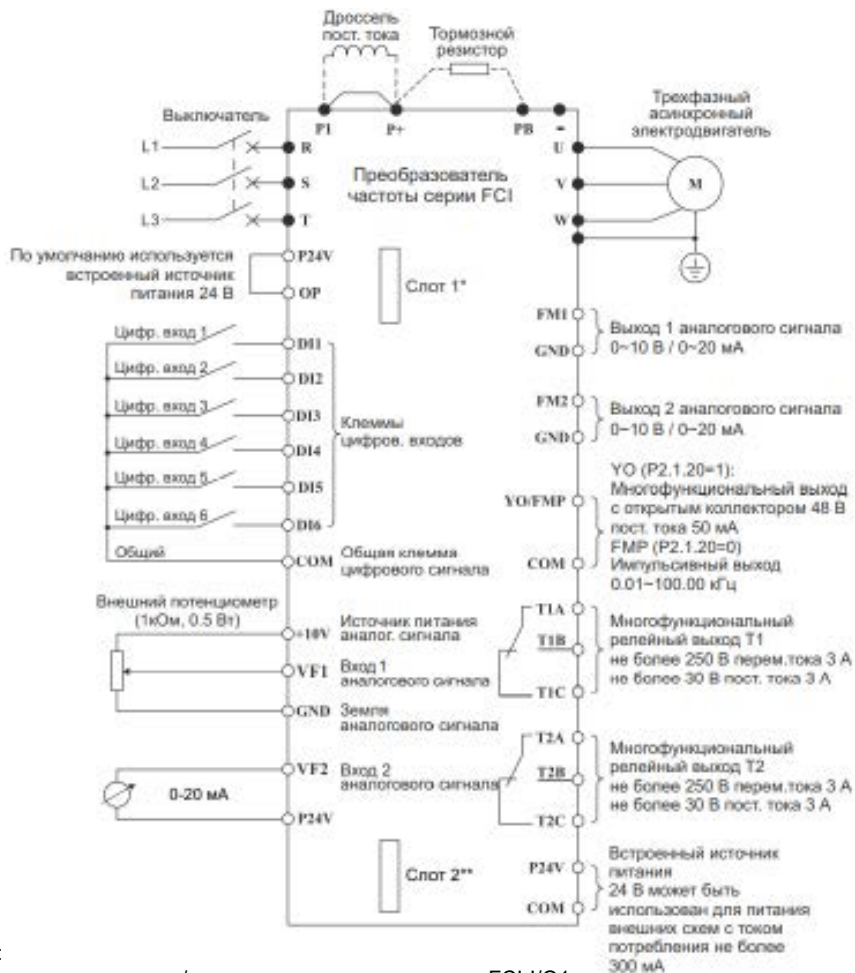 Дроссель
пост. тока
Тормозной
резистор
Выключатель
P1
P+
PB
-
Трехфазный
асинхронный
электродвигатель
L1
R
U
L2
S
Преобразователь
частоты серии FCI
V
M
L3
T
W
По умолчанию используется
встроенный источник
питания 24 В
P24V
OP
Слот 1*
Цифр. вход 1
DI1
Цифр. вход 2
DI2
Цифр. вход 3
DI3
Цифр. вход 4
DI4
Цифр. вход 5
DI5
Цифр. вход 6
DI6
Клеммы
цифров. входов
Общий
COM
Общая клемма
цифрового сигнала
Внешний потенциометр
(1кОм, 0.5 Вт)
+10V
Источник питания
аналог. сигнала
VF1
Вход 1
аналогового сигнала
GND
Земля
аналогового сигнала
VF2
Вход 2
аналогового сигнала
0-20 мА
P24V
Слот 2**
FM1
GND
Выход 1 аналогового сигнала
0~10 В / 0~20 мА
FM2
GND
Выход 2 аналогового сигнала
0~10 В / 0~20 мА
YO/FMP
COM
YO (P2.1.20=1):
Многофункциональный выход
с открытым коллектором 48 В
пост. тока 50 мА
FMP (P2.1.20=0)
Импульсивный выход
0.01~100.00 кГц
T1A
T1B
T1C
Многофункциональный
релейный выход Т1
не более 250 В перем.тока 3 А
не более 30 В пост. тока 3 А
T2A
T2B
T2C
Многофункциональный
релейный выход Т2
не более 250 В перем.тока 3 А
не более 30 В пост. тока 3 А
P24V
COM
Встроенный источник
питания
24 В может быть
использован для питания
внешних схем с током
потребления не более
300 мА